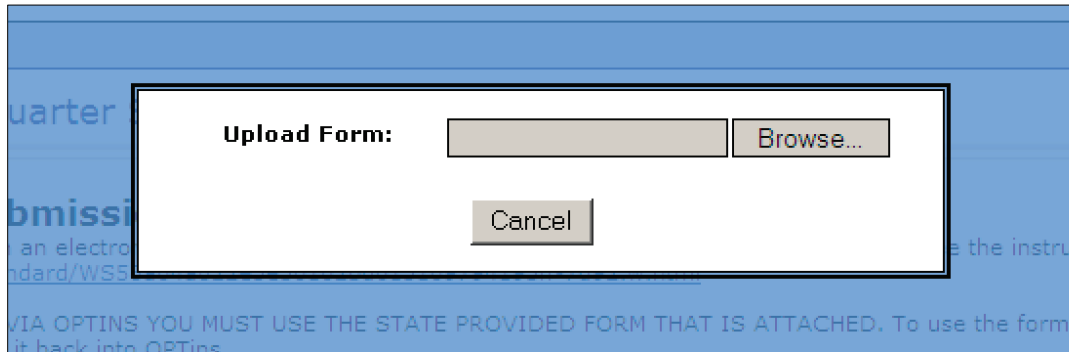 uarter
Upload Form:
Browse...
Cancel
bmissi
an electro
e the instru
ndard/WS5
VIA OPTINS YOU MUST USE THE STATE PROVIDED FORM THAT IS ATTACHED. To use the form
it back into OPTins